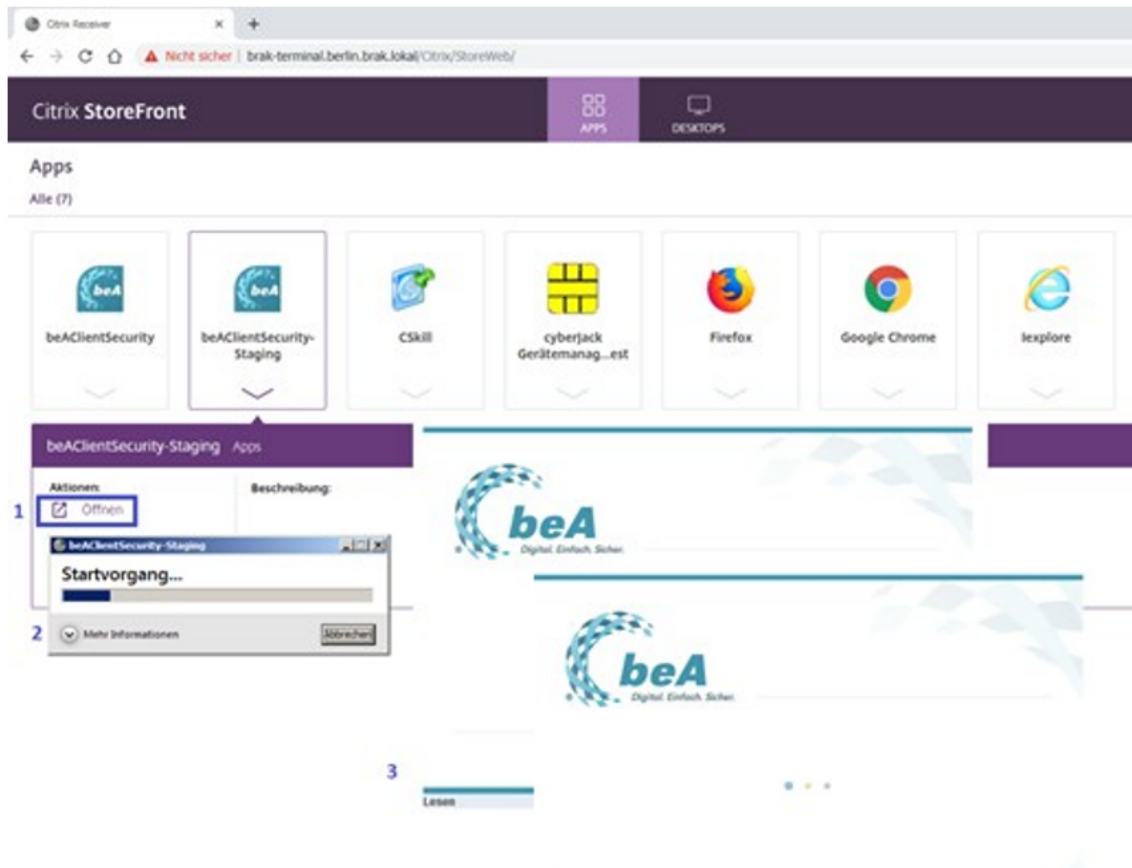 Citrix Receiver
Nicht sicher | brak-terminal.berlin.brak.lokal/Citrix/StoreWeb/
Citrix StoreFront
APPS
DESKTOPS
Apps
Alle (7)
beA
beAClientSecurity
beA
beAClientSecurity-
Staging
CSkill
cyberJack
Gerätemanag...est
Firefox
Google Chrome
Iexplore
beAClientSecurity-Staging Apps
Aktionen:
Beschreibung:
1
Öffnen
beAClientSecurity-Staging
Startvorgang...
2
Mehr Informationen
Abbrechen
beA
Digital. Einfach. Sicher.
beA
Digital. Einfach. Sicher.
3
Lesen